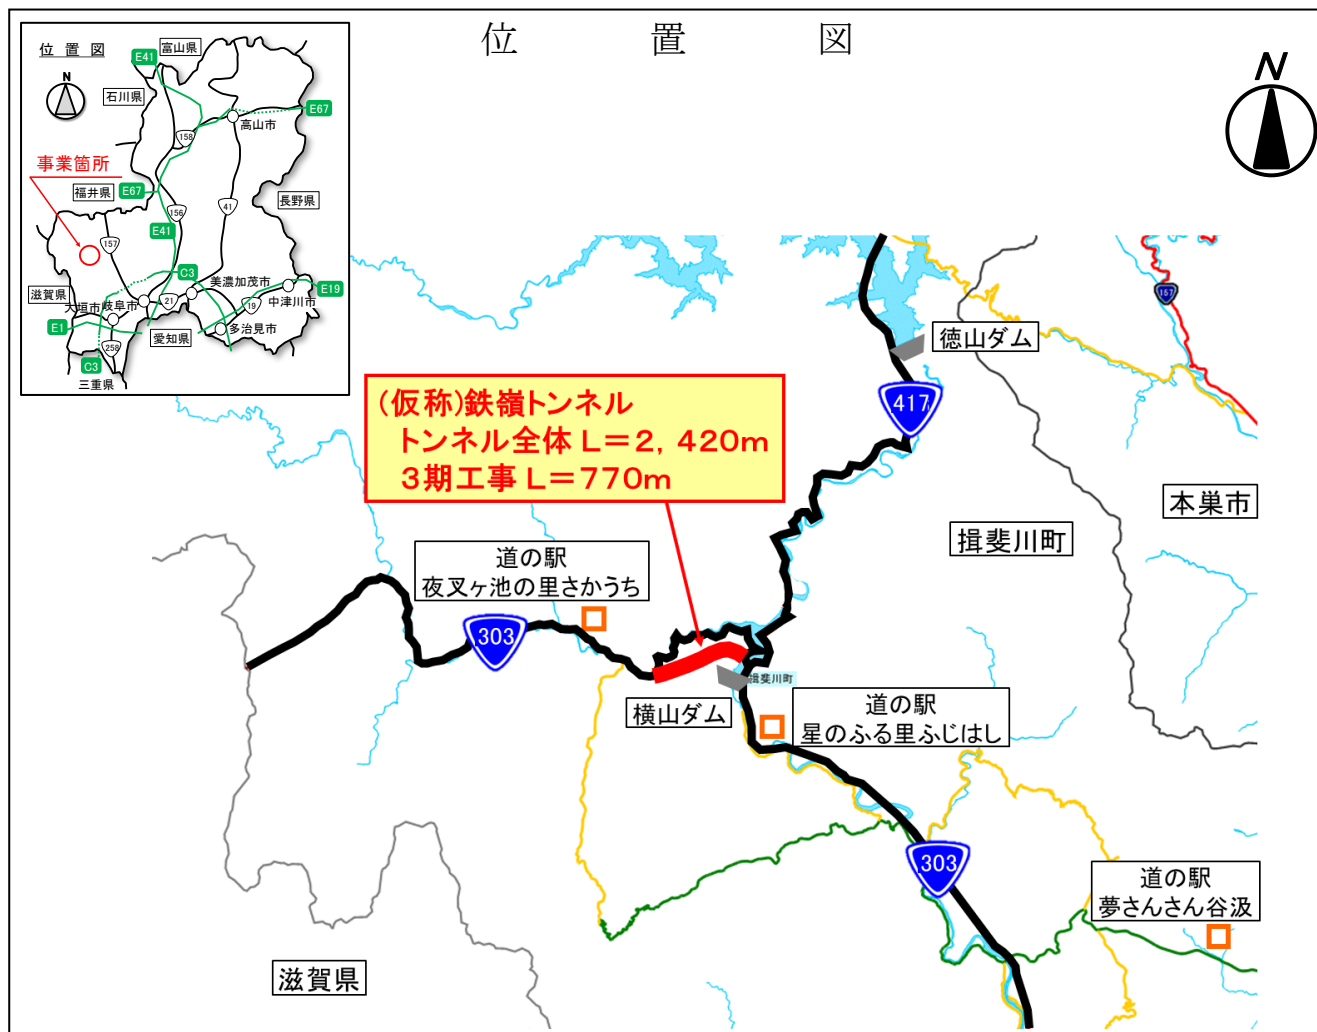 位置図
位置図
N
富山県
E41
石川県
E67
高山市
158
事業箇所
福井県
E67
長野県
156
41
E41
157
C3
美濃加茂市
滋賀県
大垣市
岐阜市
21
19
中津川市
E19
E1
愛知県
多治見市
258
C3
三重県
N
157
徳山ダム
417
(仮称)鉄嶺トンネル
トンネル全体 L=2,420m
3期工事 L=770m
本巣市
揖斐川町
道の駅
夜叉ヶ池の里さかうち
303
揖斐川町
横山ダム
道の駅
星のふる里ふじはし
303
道の駅
夢さんさん谷汲
滋賀県